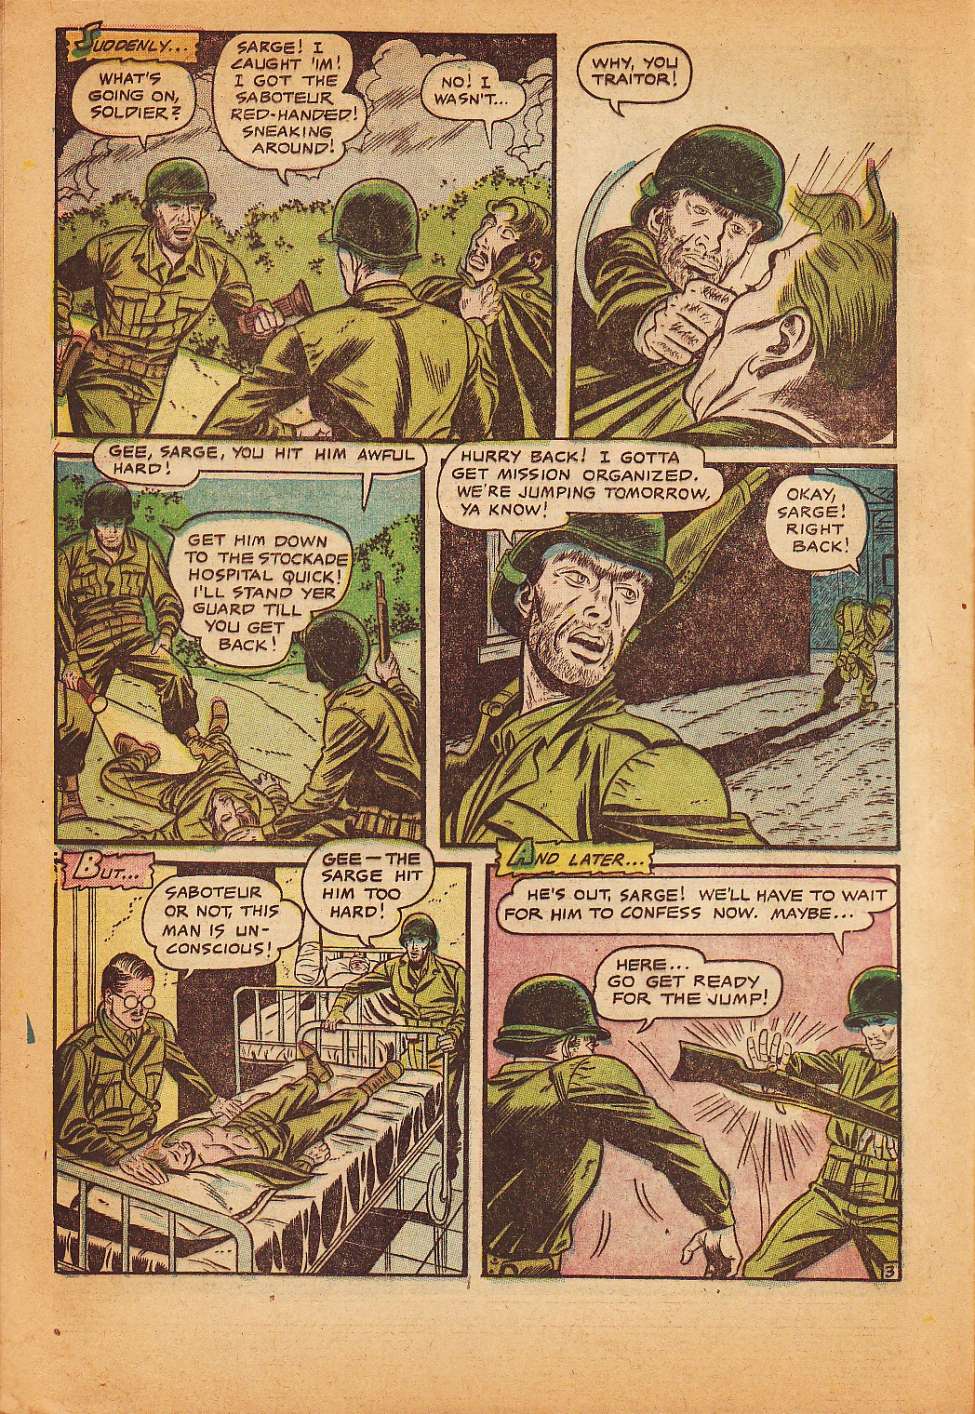 SUDDENLY...
WHAT'S
GOING ON,
SOLDIER?
SARGE! I
CAUGHT 'IM!
I GOT THE
SABOTEUR
RED-HANDED!
SNEAKING
AROUND!
NO! I
WASN'T...
WHY, YOU
TRAITOR!
GEE, SARGE, YOU HIT HIM AWFUL
HARD!
GET HIM DOWN
TO THE STOCKADE
HOSPITAL QUICK!
I'LL STAND YER
GUARD TILL
YOU GET
BACK!
HURRY BACK! I GOTTA
GET MISSION ORGANIZED.
WE'RE JUMPING TOMORROW,
YA KNOW!
OKAY,
SARGE!
RIGHT
BACK!
BUT...
SABOTEUR
OR NOT, THIS
MAN IS UN-
CONSCIOUS!
GEE — THE
SARGE HIT
HIM TOO
HARD!
AND LATER...
HE'S OUT, SARGE! WE'LL HAVE TO WAIT
FOR HIM TO CONFESS NOW. MAYBE...
HERE...
GO GET READY
FOR THE JUMP!
3